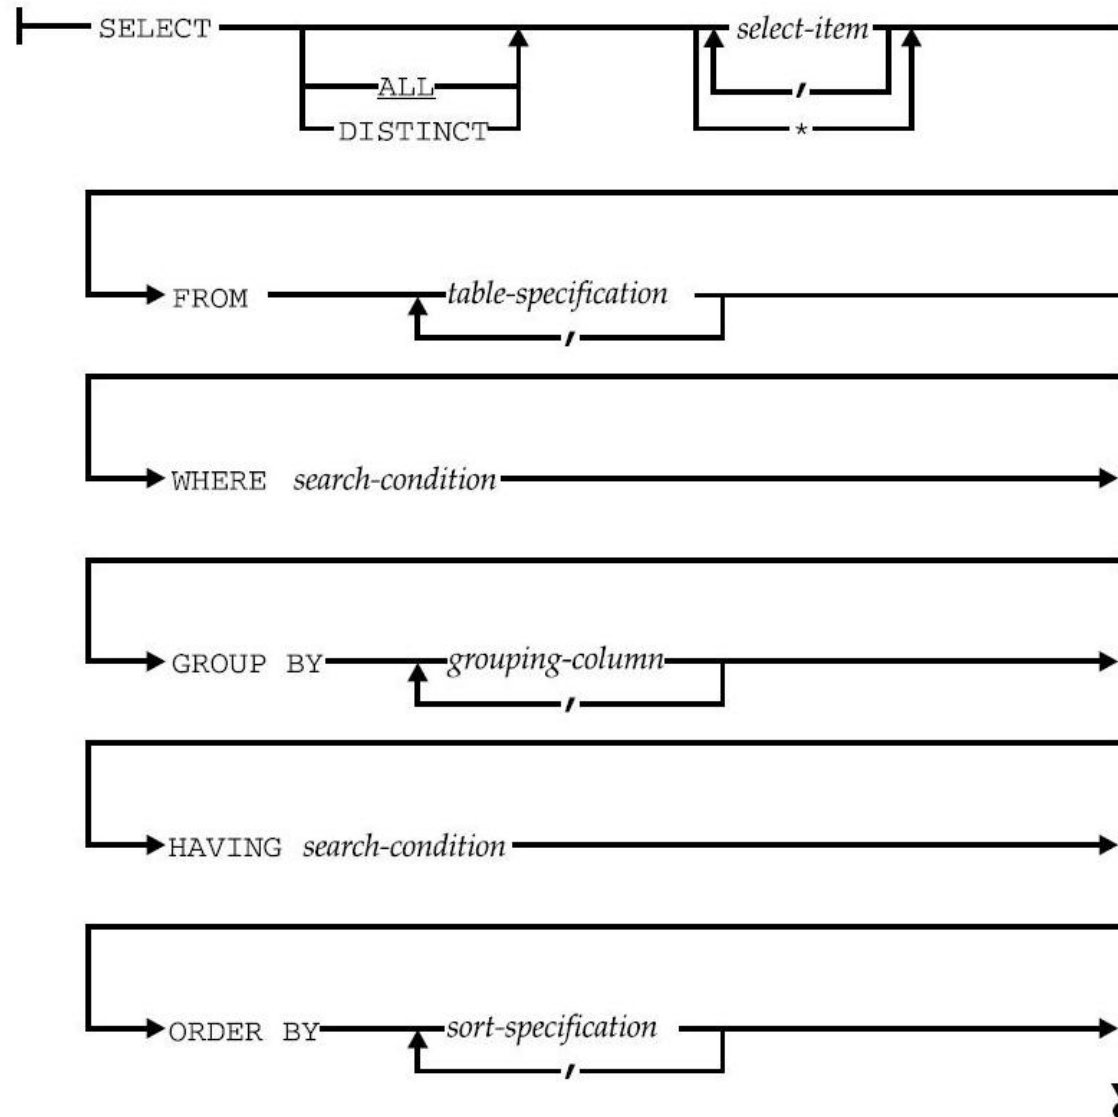 SELECT select-item
ALL ,
DISTINCT *
FROM table-specification
,
WHERE search-condition
GROUP BY grouping-column
,
HAVING search-condition
ORDER BY sort-specification
,